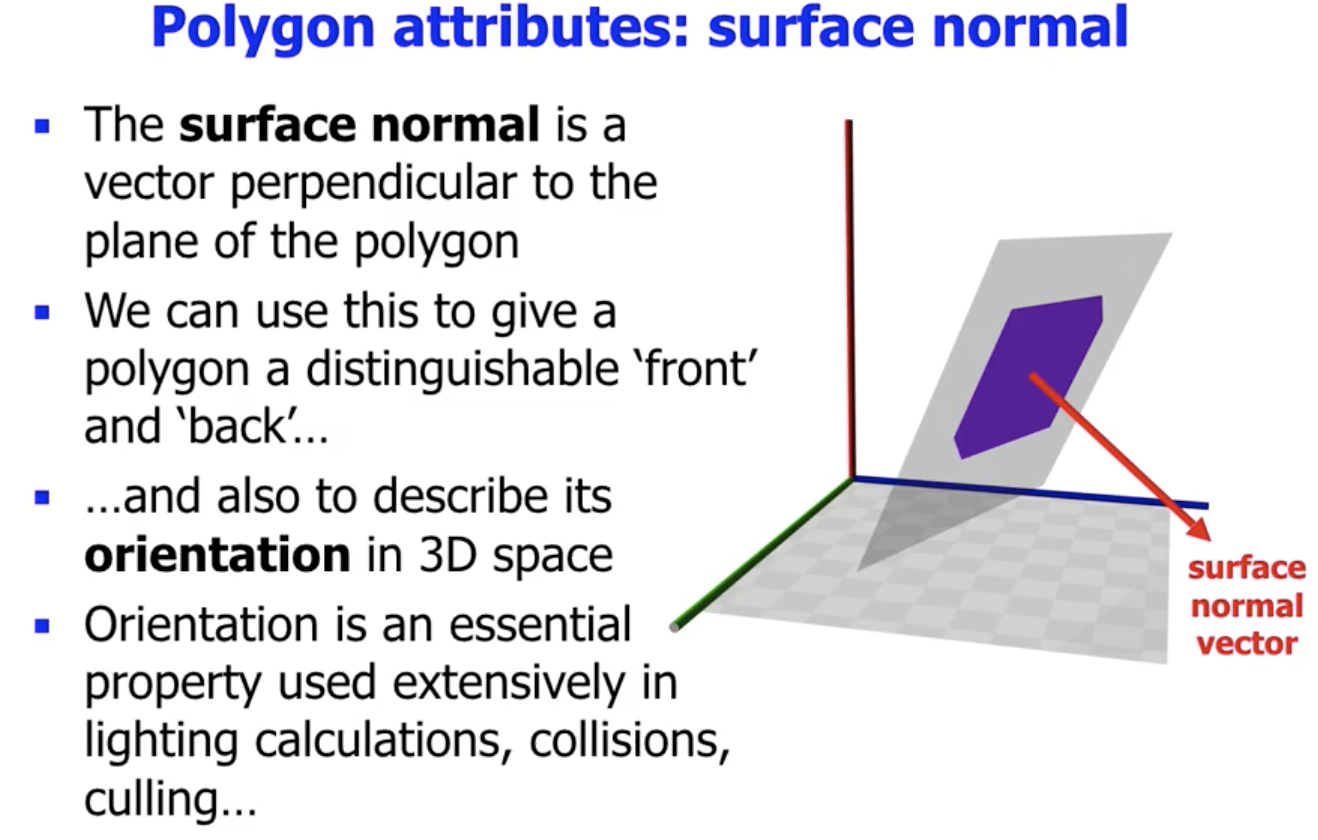 Polygon attributes: surface normal
The surface normal is a
vector perpendicular to the
plane of the polygon
We can use this to give a
polygon a distinguishable ‘front’
and ‘back’...
...and also to describe its
orientation in 3D space
Orientation is an essential
property used extensively in
lighting calculations, collisions,
culling...
surface
normal
vector